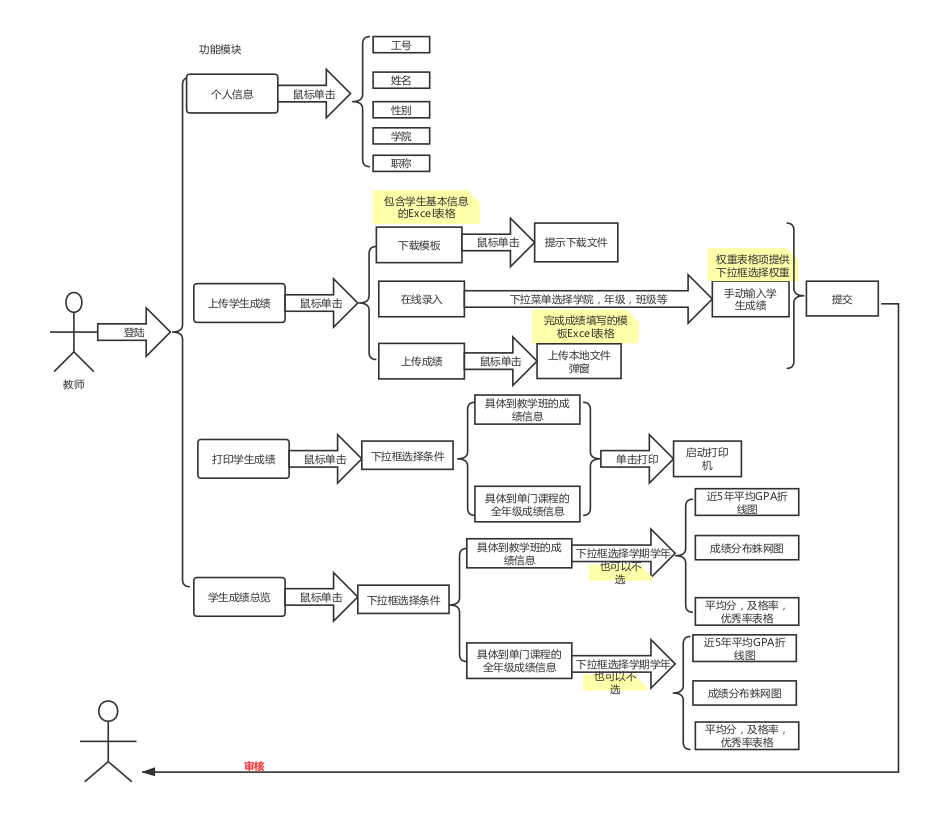 功能模块
个人信息
鼠标单击
工号
姓名
性别
学院
职称
包含学生基本信息
的Excel表格
下载模板
鼠标单击
提示下载文件
权重表格项提供
下拉框选择权重
上传学生成绩
鼠标单击
在线录入
下拉菜单选择学院，年级，班级等
手动输入学
生成绩
提交
完成成绩填写的模
板Excel表格
上传成绩
鼠标单击
上传本地文件
弹窗
登陆
教师
打印学生成绩
鼠标单击
下拉框选择条件
具体到教学班的成
绩信息
具体到单门课程的
全年级成绩信息
单击打印
启动打印
机
学生成绩总览
鼠标单击
下拉框选择条件
具体到教学班的成
绩信息
下拉框选择学期学年
也可以不
选
近5年平均GPA折
线图
成绩分布蛛网图
平均分，及格率，
优秀率表格
具体到单门课程的
全年级成绩信息
下拉框选择学期学年
也可以不
选
近5年平均GPA折
线图
成绩分布蛛网图
平均分，及格率，
优秀率表格
审核